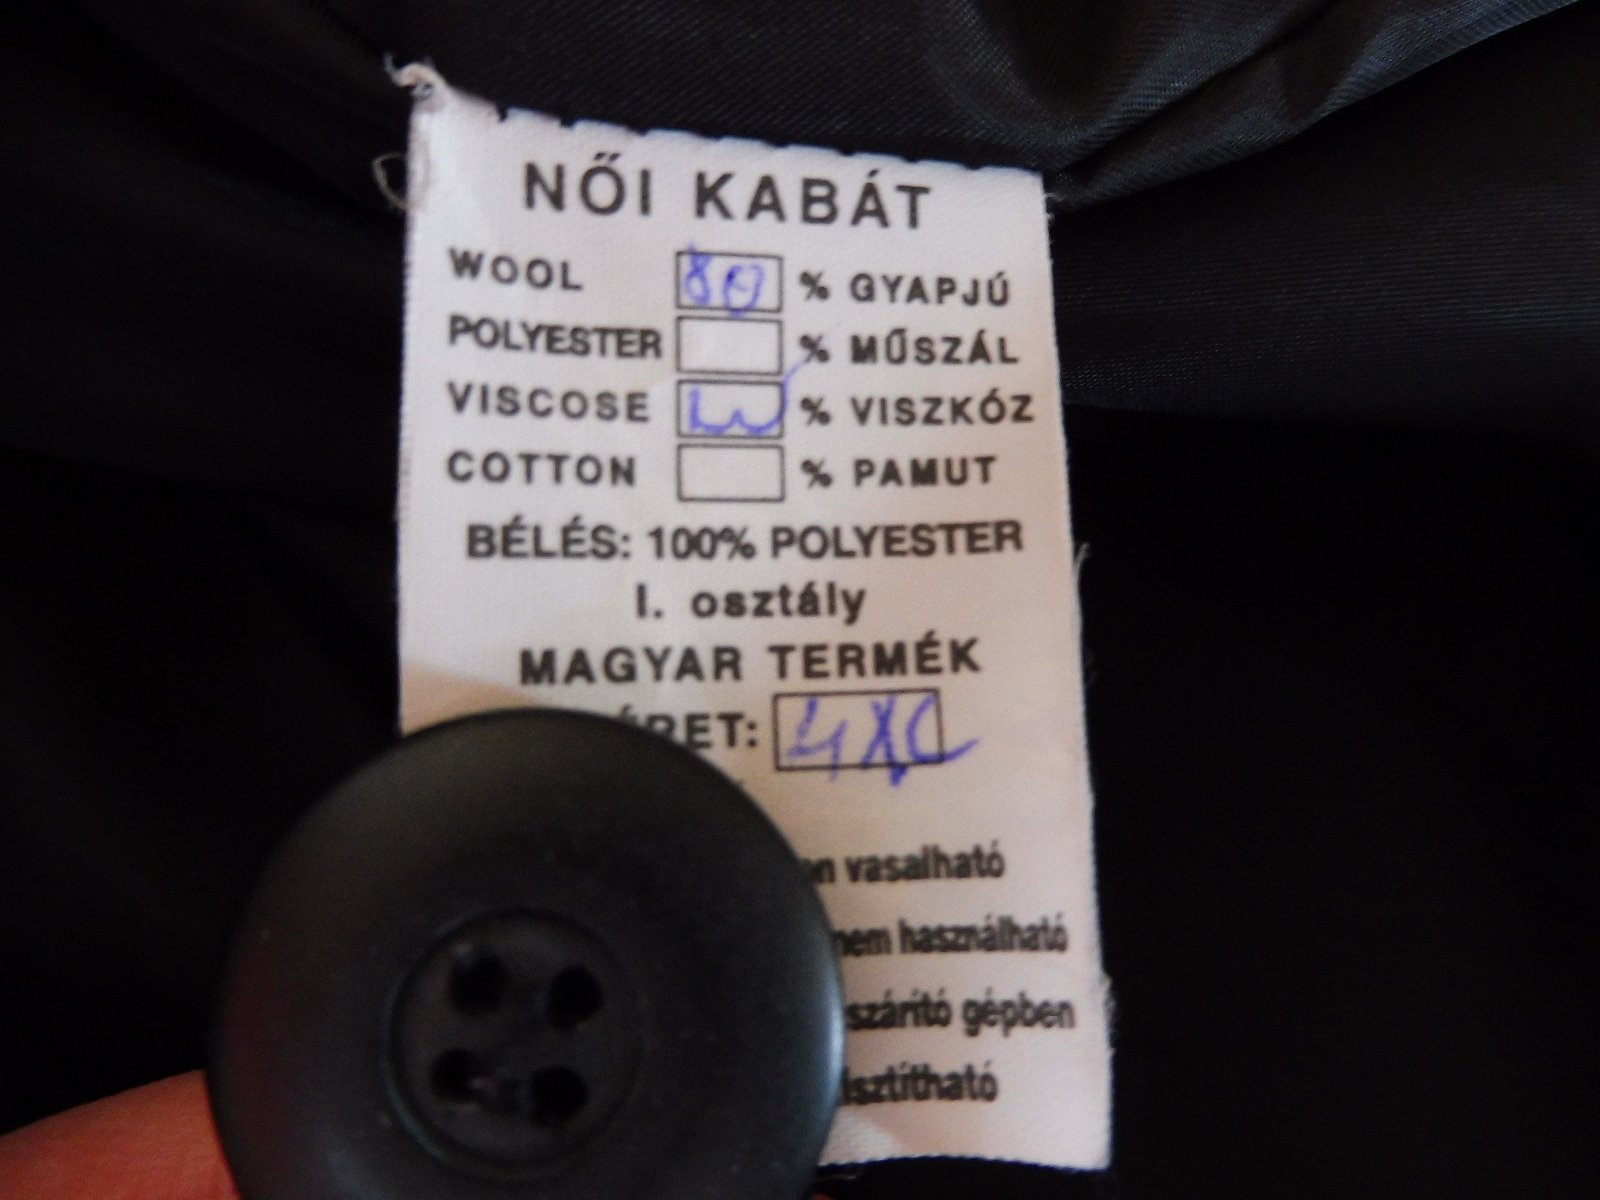 NŐI KABÁT
WOOL 80 % GYAPJÚ
POLYESTER % MŰSZÁL
VISCOSE % VISZKÓZ
COTTON % PAMUT
BÉLÉS: 100% POLYESTER
I. osztály
MAGYAR TERMÉK
4XL
vasalható
nem használható
szárító gépben